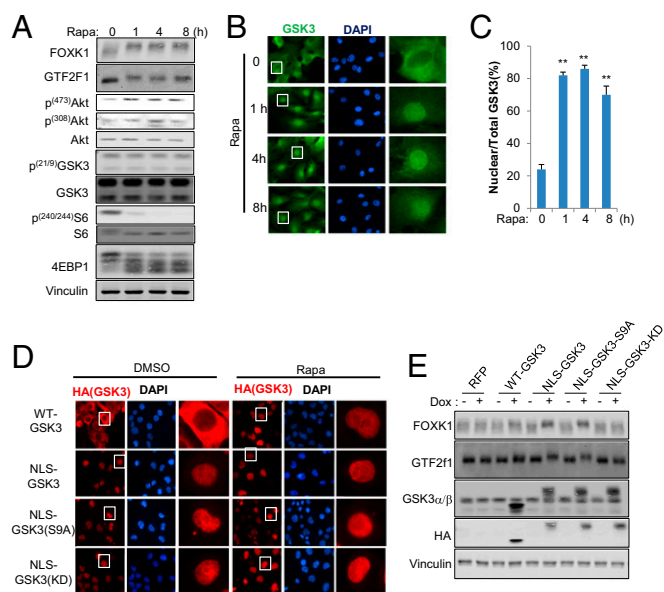 A
Rapa: 0 1 4 8 (h)
FOXK1
GTF2F1
p(473)Akt
p(308)Akt
Akt
p(21/9)GSK3
GSK3
p(240/244)S6
S6
4EBP1
Vinculin
B
GSK3 DAPI
0
1 h
4h
8h
Rapa
C
Nuclear/Total GSK3(%)
100
80
60
40
20
0
** ** **
Rapa: 0 1 4 8 (h)
D
DMSO Rapa
HA(GSK3) DAPI HA(GSK3) DAPI
WT-
GSK3
NLS-
GSK3
NLS-
GSK3(S9A)
NLS-
GSK3(KD)
E
RFP WT-GSK3 NLS-GSK3 NLS-GSK3-S9A NLS-GSK3-KD
Dox : - + - + - + - + - +
FOXK1
GTF2f1
GSK3α/β
HA
Vinculin